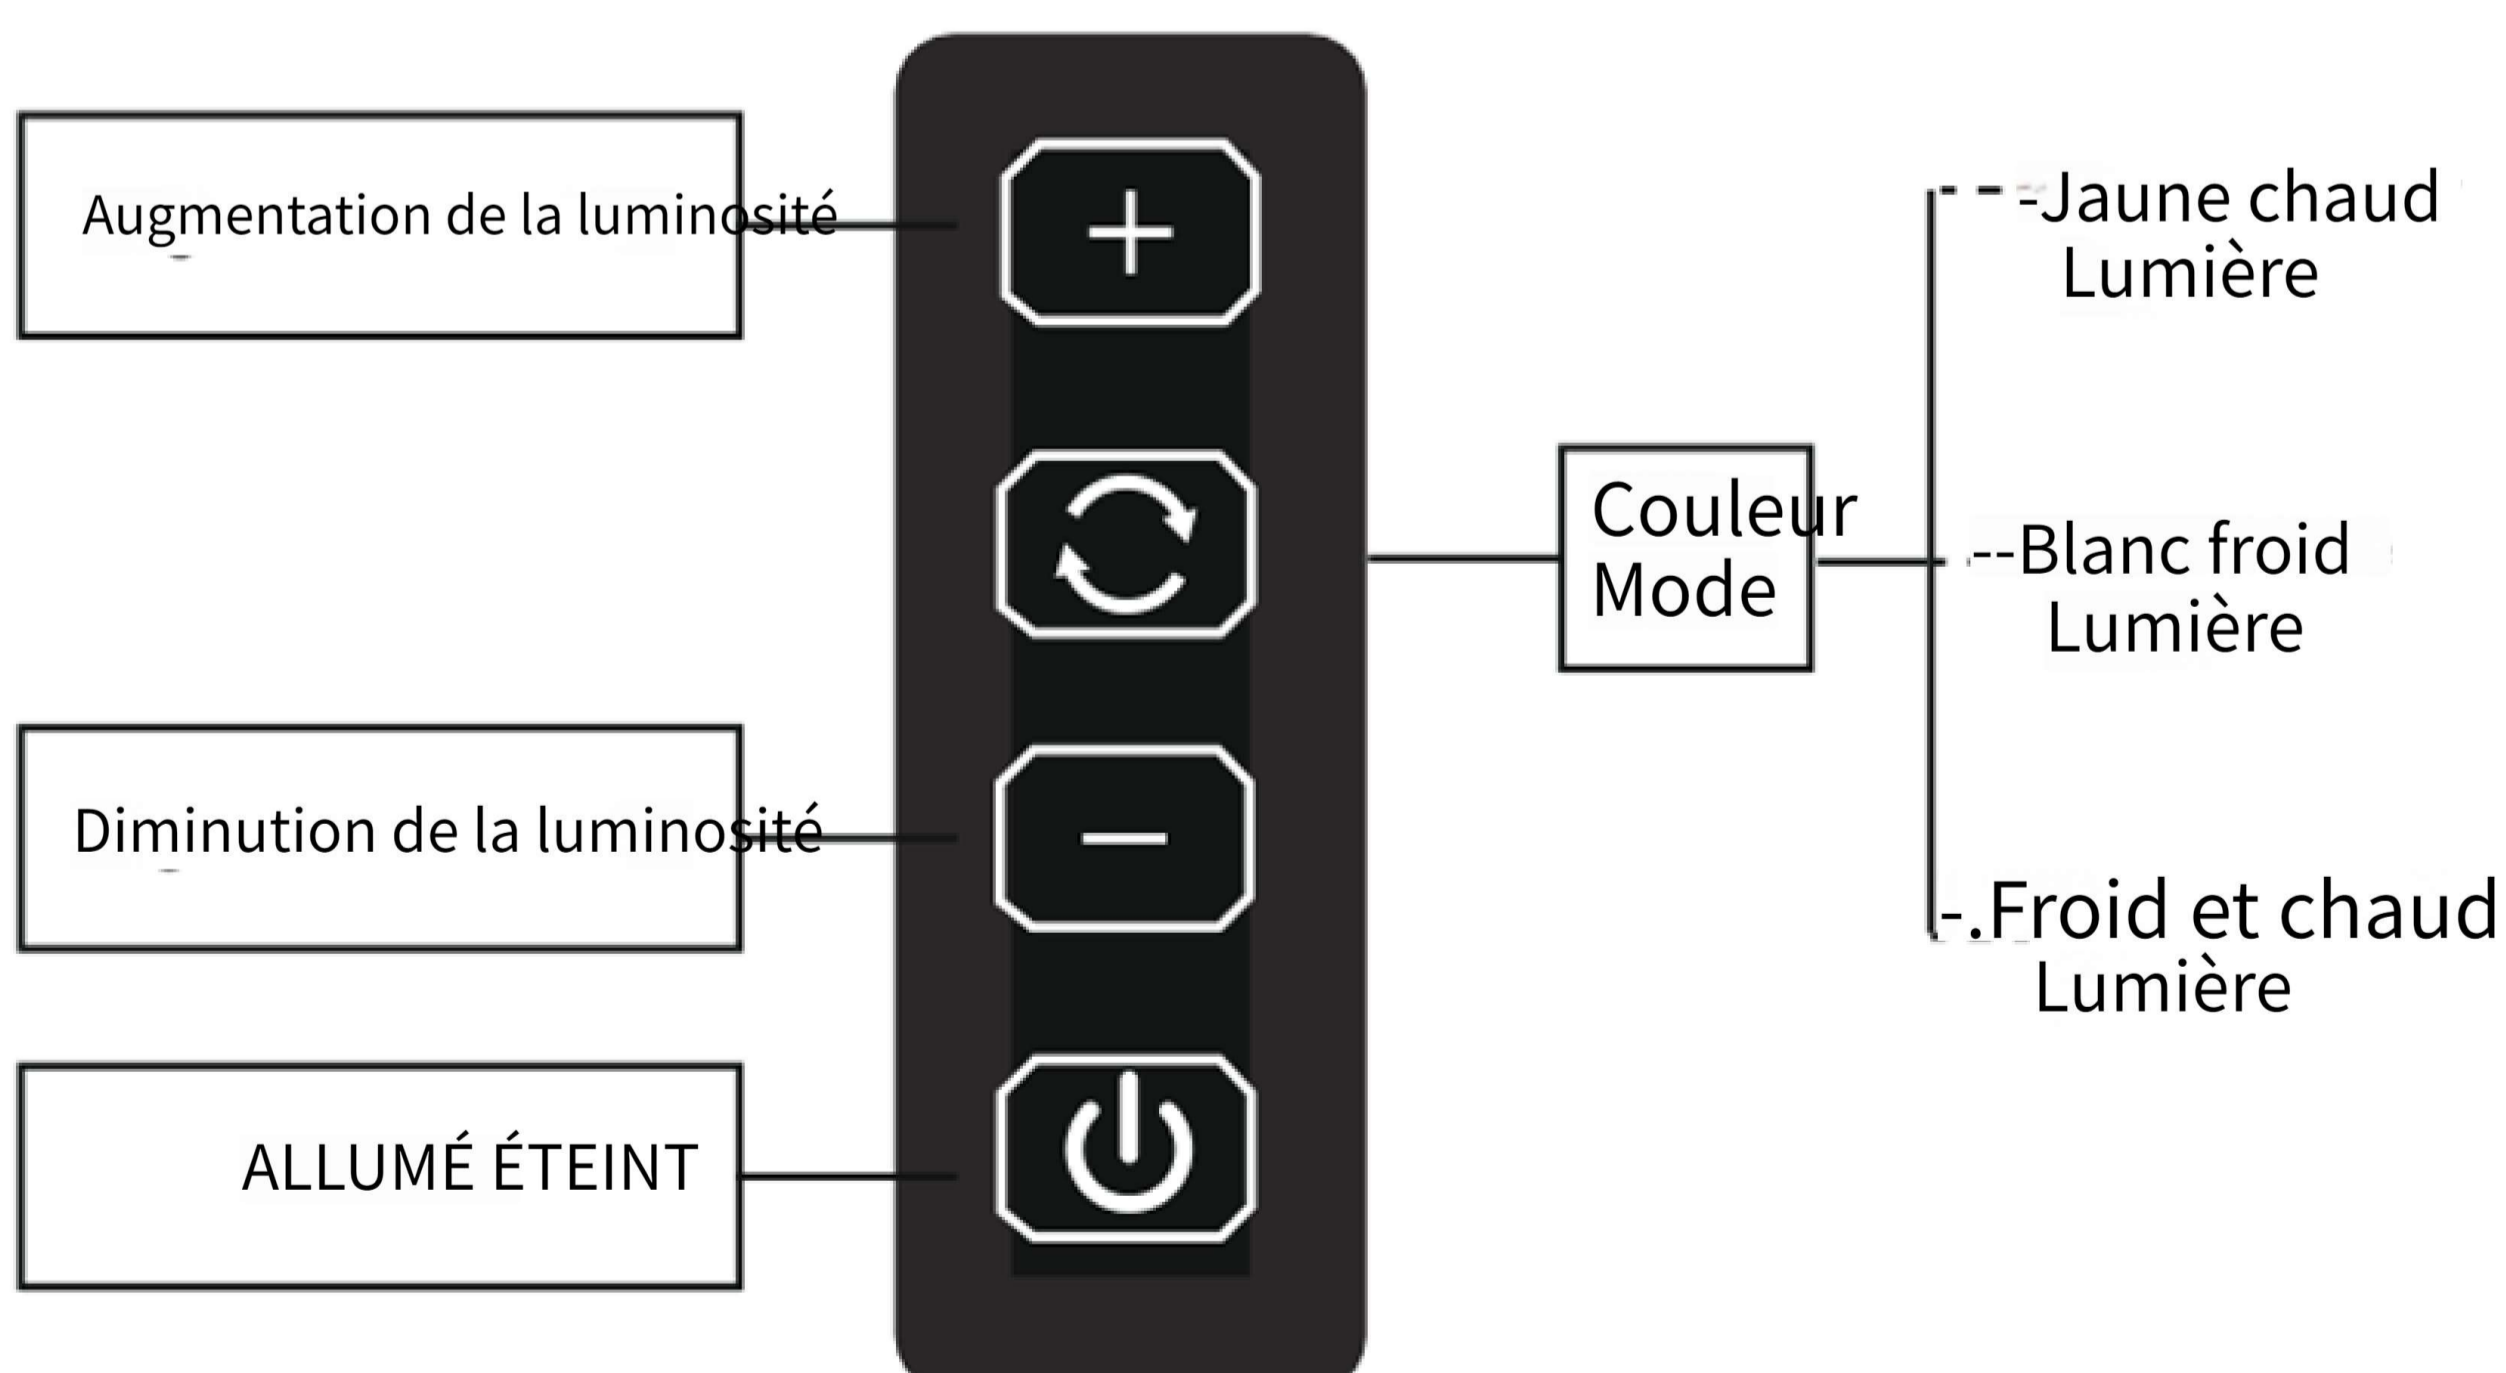 Augmentation de la luminosité
-Jaune chaud
Lumière
Couleur
Mode
--Blanc froid
Lumière
Diminution de la luminosité
-.Froid et chaud
Lumière
ALLUMÉ ÉTEINT